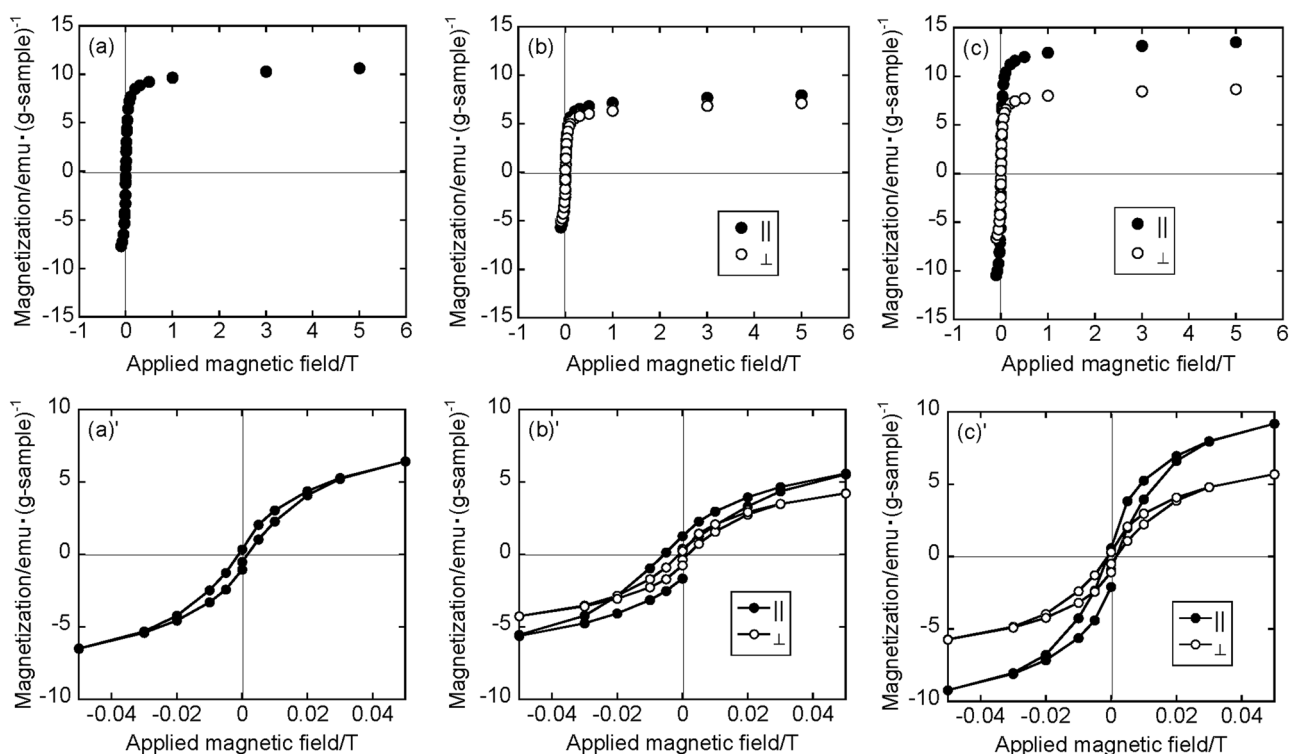 (a)
15
10
5
0
-5
-10
-15
-1 0 1 2 3 4 5 6
Magnetization/emu·(g-sample)⁻¹
Applied magnetic field/T
(b)
15
10
5
0
-5
-10
-15
-1 0 1 2 3 4 5 6
||
⊥
Magnetization/emu·(g-sample)⁻¹
Applied magnetic field/T
(c)
15
10
5
0
-5
-10
-15
-1 0 1 2 3 4 5 6
||
⊥
Magnetization/emu·(g-sample)⁻¹
Applied magnetic field/T
(a)'
10
5
0
-5
-10
-0.04 -0.02 0 0.02 0.04
Magnetization/emu·(g-sample)⁻¹
Applied magnetic field/T
(b)'
10
5
0
-5
-10
-0.04 -0.02 0 0.02 0.04
||
⊥
Magnetization/emu·(g-sample)⁻¹
Applied magnetic field/T
(c)'
10
5
0
-5
-10
-0.04 -0.02 0 0.02 0.04
||
⊥
Magnetization/emu·(g-sample)⁻¹
Applied magnetic field/T